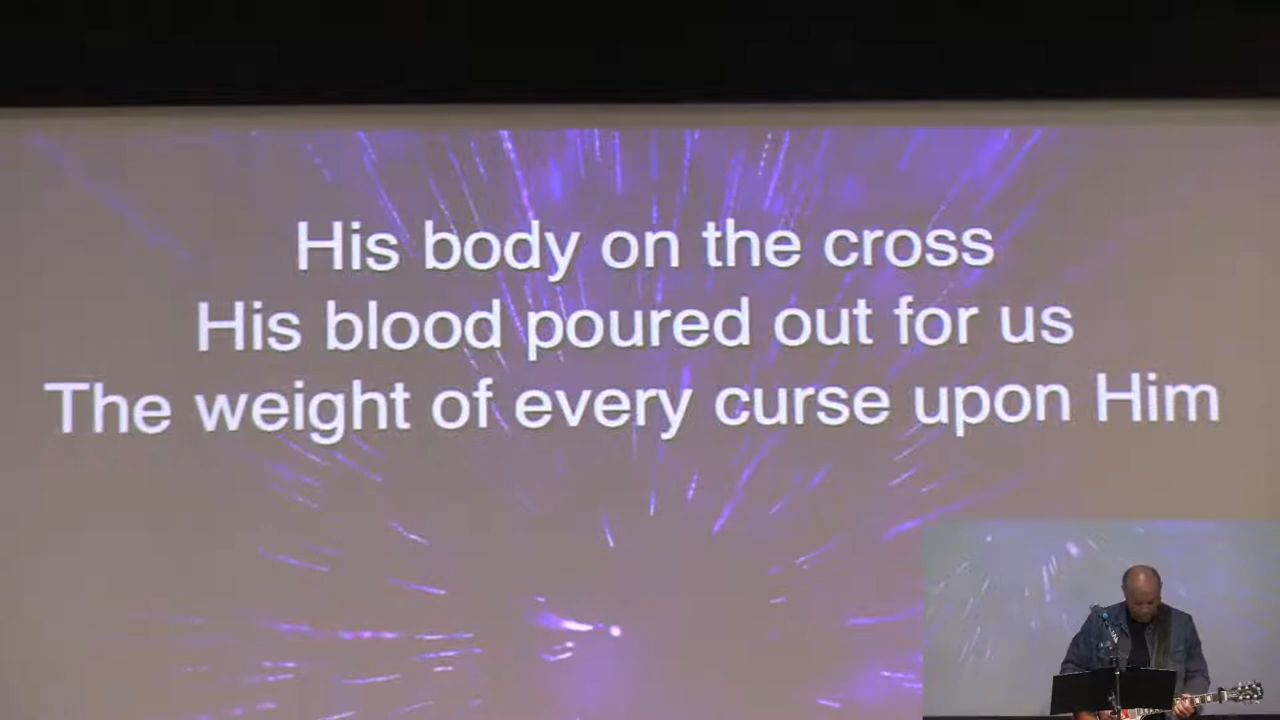 His body on the cross
His blood poured out for us
The weight of every curse upon Him